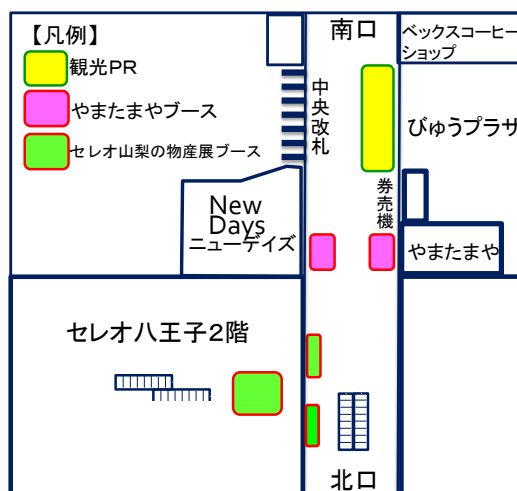 【凡例】
観光PR
やまたまやブース
セレオ山梨の物産展ブース
南口
ベックスコーヒー
ショップ
中央改札
びゅうプラザ
券売機
New
Days
ニューデイズ
やまたまや
セレオ八王子2階
北口